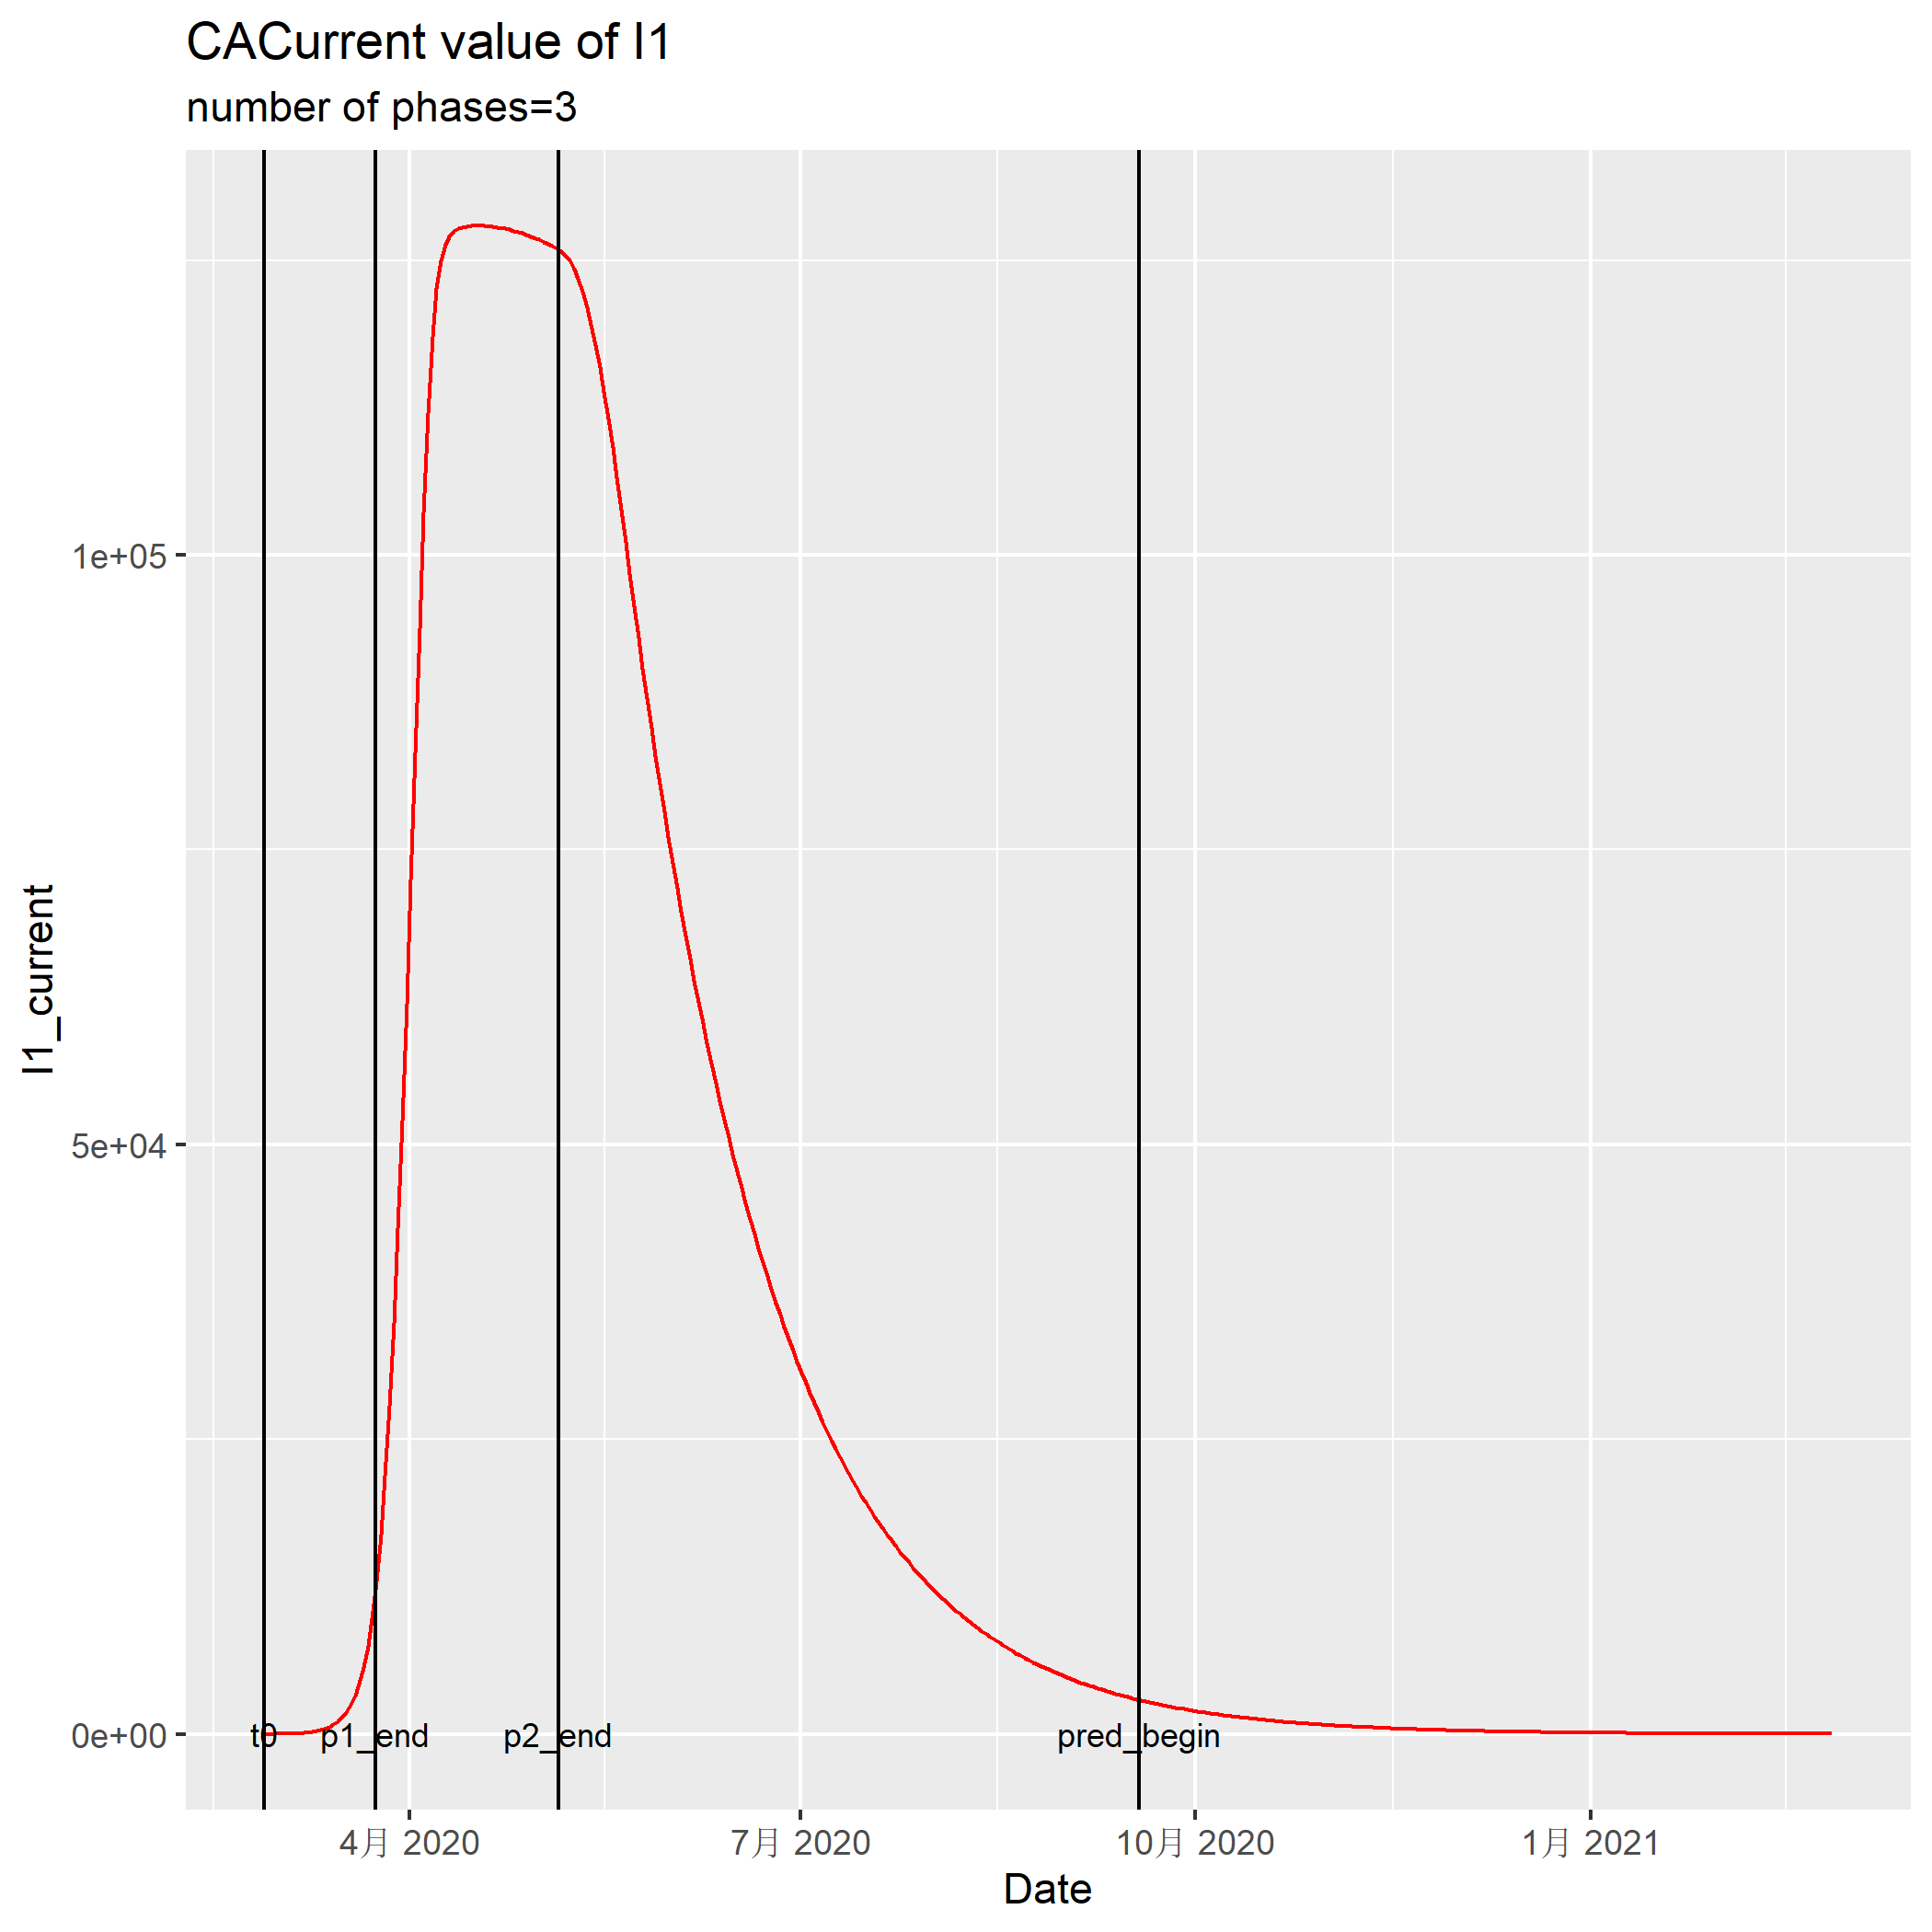 CACurrent value of I1
number of phases=3
I1_current
1e+05
5e+04
0e+00
t0
p1_end
p2_end
pred_begin
4月 2020
7月 2020
10月 2020
1月 2021
Date